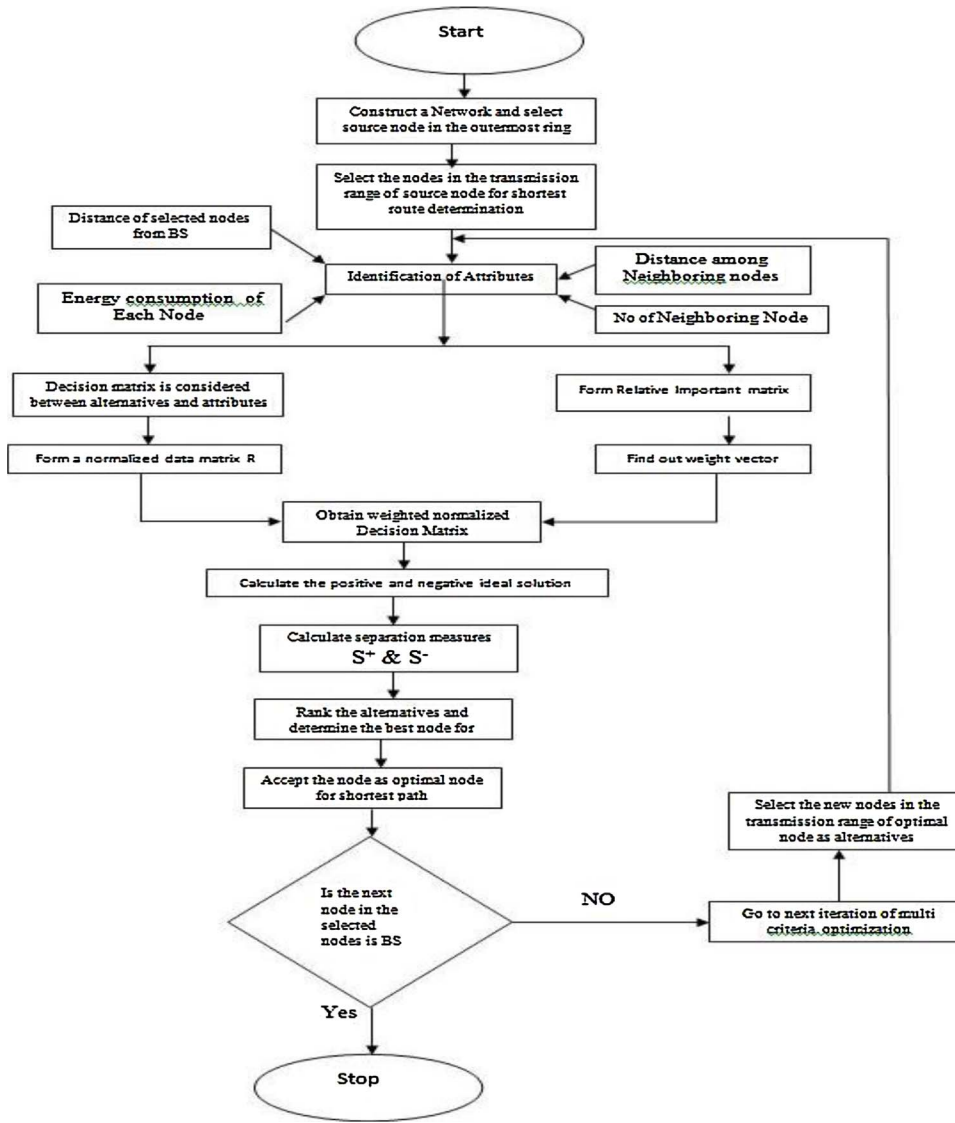 Start
Construct a Network and select
source node in the outermost ring
Select the nodes in the transmission
range of source node for shortest
route determination
Distance of selected nodes
from BS
Identification of Attributes
Distance among
Neighboring nodes
Energy consumption of
Each Node
No of Neighboring Node
Decision matrix is considered
between alternatives and attributes
Form Relative Important matrix
Form a normalized data matrix R
Find out weight vector
Obtain weighted normalized
Decision Matrix
Calculate the positive and negative ideal solution
Calculate separation measures
S⁺ & S⁻
Rank the alternatives and
determine the best node for
Accept the node as optimal node
for shortest path
Select the new nodes in the
transmission range of optimal
node as alternatives
Is the next
node in the
selected
nodes is BS
NO
Go to next iteration of multi
criteria optimization
Yes
Stop